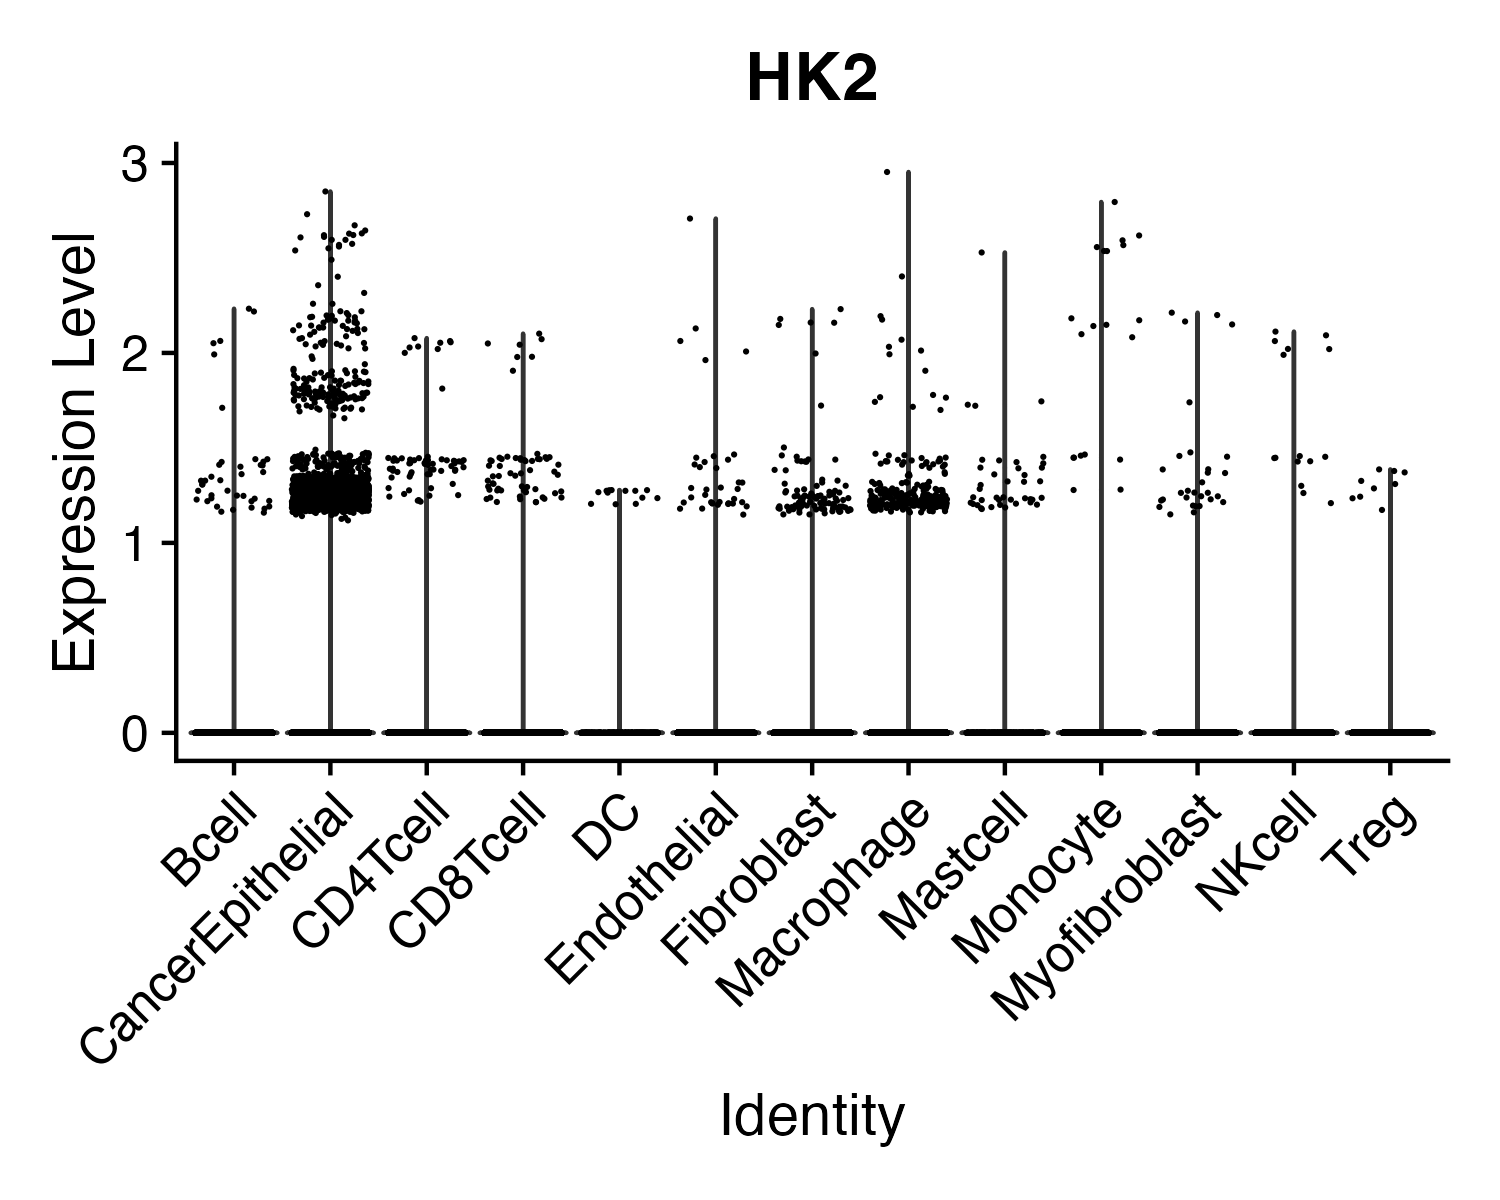 HK2
Expression Level
3
2
1
0
Bcell
CancerEpithelial
CD4Tcell
CD8Tcell
DC
Endothelial
Fibroblast
Macrophage
Mastcell
Monocyte
Myofibroblast
NKcell
Treg
Identity